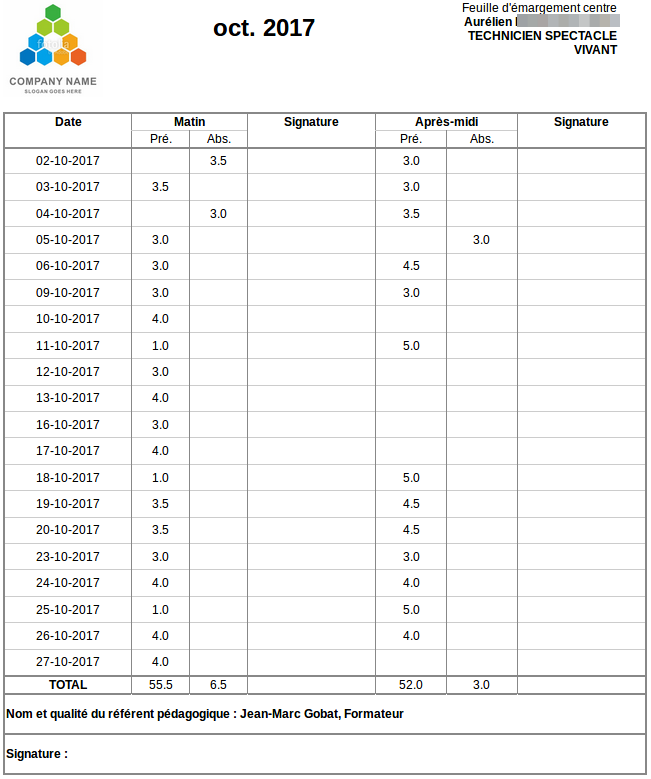 oct. 2017
Feuille d'émargement centre
Aurélien
TECHNICIEN SPECTACLE
VIVANT
COMPANY NAME
SLOGAN GOES HERE
Date Matin Signature Après-midi Signature
Pré. Abs. Pré. Abs.
02-10-2017 3.5 3.0
03-10-2017 3.5 3.0
04-10-2017 3.0 3.5
05-10-2017 3.0 3.0
06-10-2017 3.0 4.5
09-10-2017 3.0 3.0
10-10-2017 4.0
11-10-2017 1.0 5.0
12-10-2017 3.0
13-10-2017 4.0
16-10-2017 3.0
17-10-2017 4.0
18-10-2017 1.0 5.0
19-10-2017 3.5 4.5
20-10-2017 3.5 4.5
23-10-2017 3.0 3.0
24-10-2017 4.0 4.0
25-10-2017 1.0 5.0
26-10-2017 4.0 4.0
27-10-2017 4.0
TOTAL 55.5 6.5 52.0 3.0
Nom et qualité du référent pédagogique : Jean-Marc Gobat, Formateur
Signature :